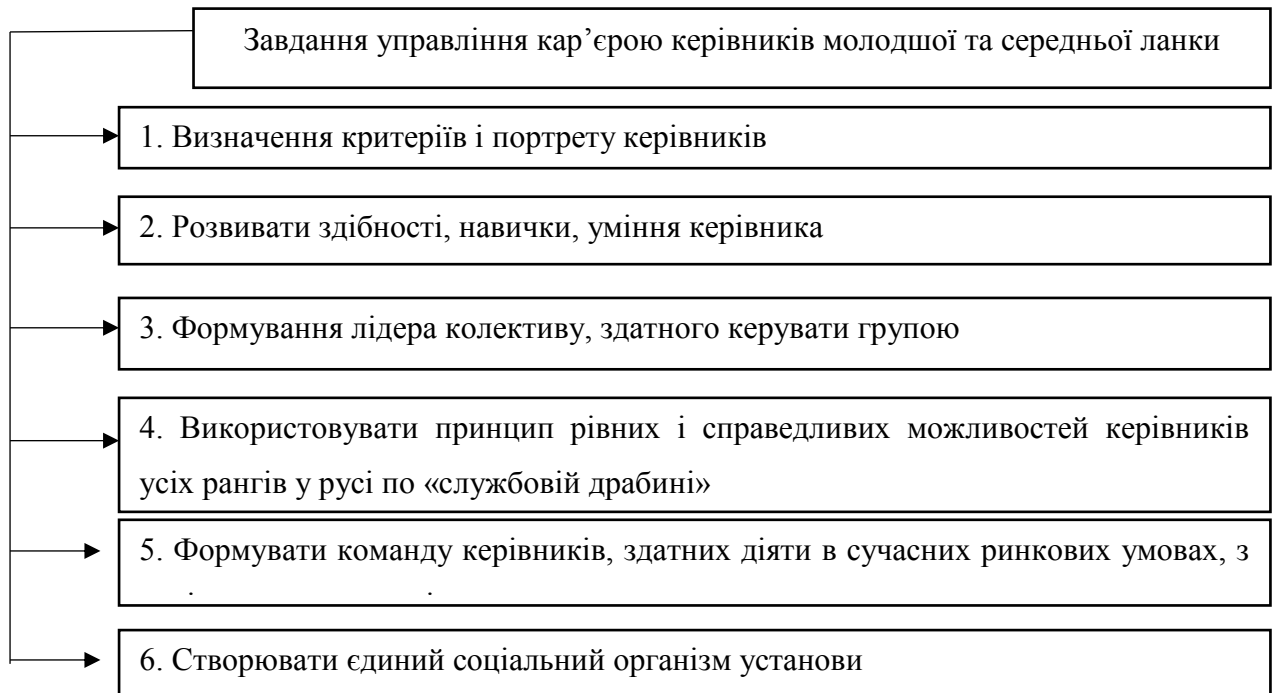 Завдання управління кар’єрою керівників молодшої та середньої ланки
1. Визначення критеріїв і портрету керівників
2. Розвивати здібності, навички, уміння керівника
3. Формування лідера колективу, здатного керувати групою
4. Використовувати принцип рівних і справедливих можливостей керівників
усіх рангів у русі по «службовій драбині»
5. Формувати команду керівників, здатних діяти в сучасних ринкових умовах, з
6. Створювати єдиний соціальний організм установи